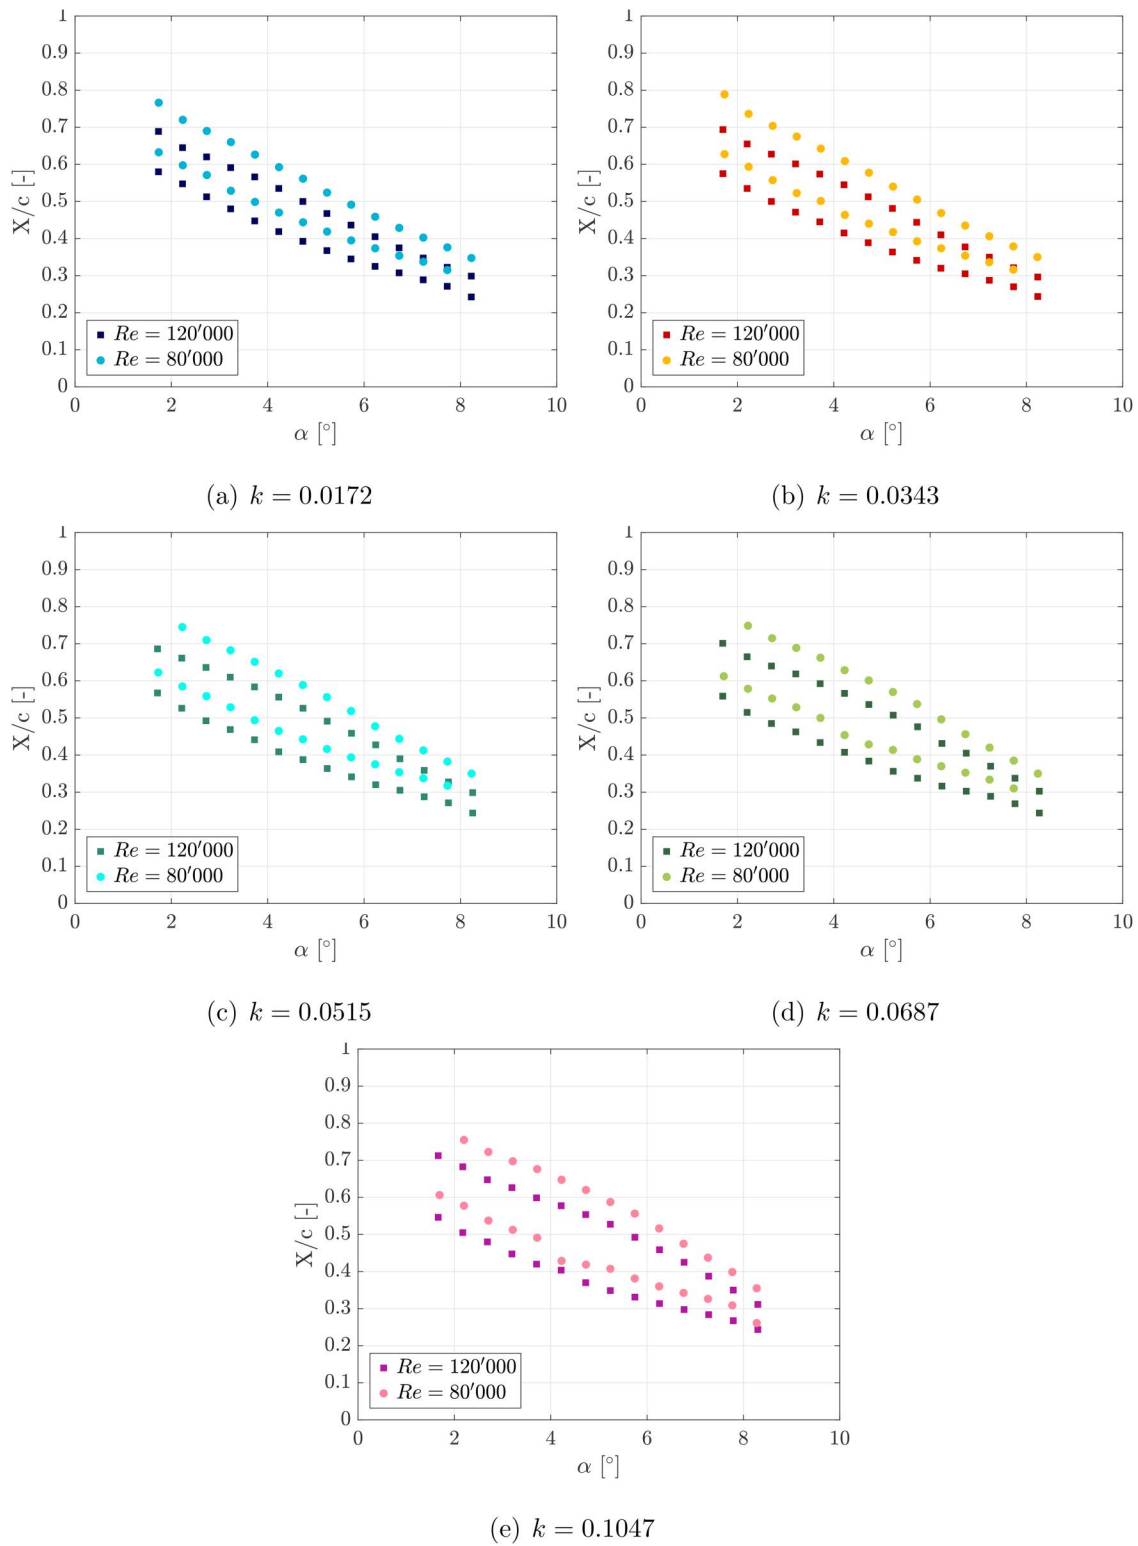 1
0.9
0.8
0.7
0.6
0.5
0.4
0.3
0.2
0.1
0
X/c [-]
Re = 120′000
Re = 80′000
0 2 4 6 8 10
α [°]
(a) k = 0.0172
1
0.9
0.8
0.7
0.6
0.5
0.4
0.3
0.2
0.1
0
X/c [-]
Re = 120′000
Re = 80′000
0 2 4 6 8 10
α [°]
(b) k = 0.0343
1
0.9
0.8
0.7
0.6
0.5
0.4
0.3
0.2
0.1
0
X/c [-]
Re = 120′000
Re = 80′000
0 2 4 6 8 10
α [°]
(c) k = 0.0515
1
0.9
0.8
0.7
0.6
0.5
0.4
0.3
0.2
0.1
0
X/c [-]
Re = 120′000
Re = 80′000
0 2 4 6 8 10
α [°]
(d) k = 0.0687
1
0.9
0.8
0.7
0.6
0.5
0.4
0.3
0.2
0.1
0
X/c [-]
Re = 120′000
Re = 80′000
0 2 4 6 8 10
α [°]
(e) k = 0.1047